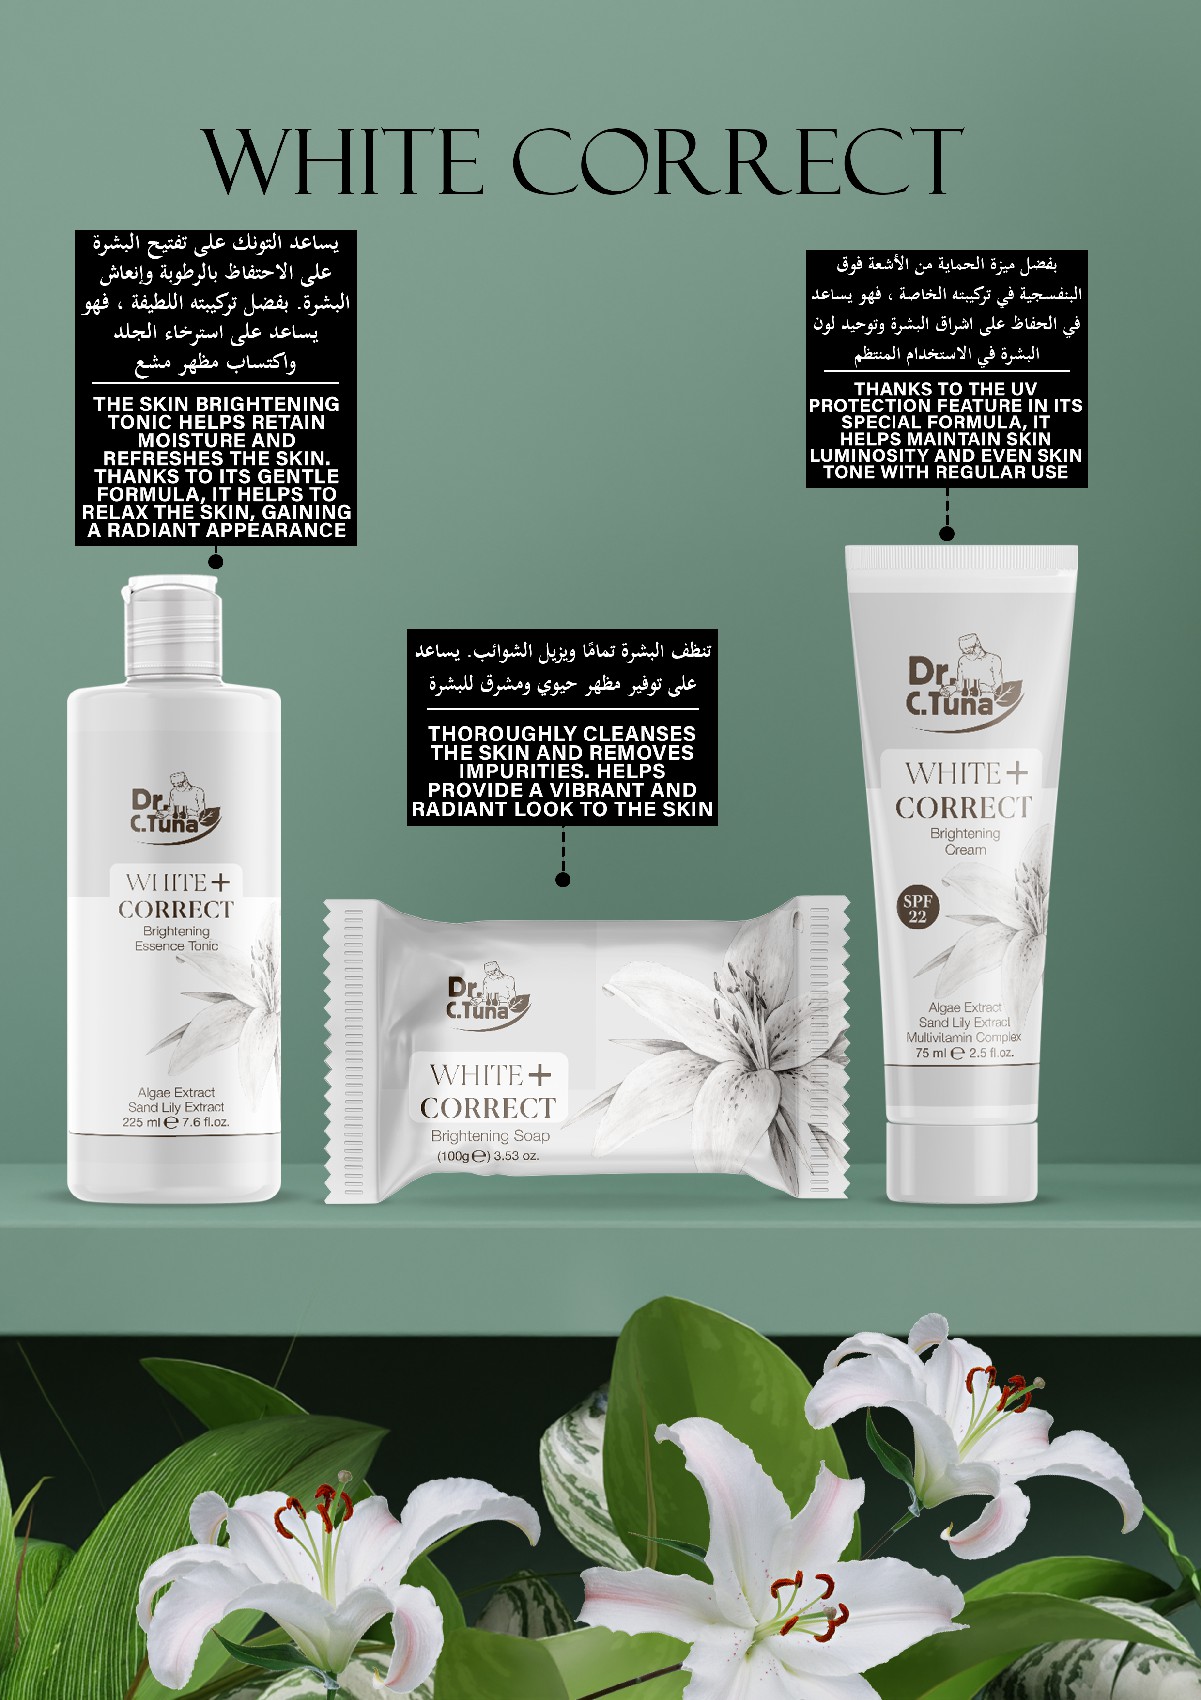 WHITE CORRECT
يساعد التونك على تفتيح البشرة
على الاحتفاظ بالرطوبة وإنعاش
البشرة. بفضل تركيبته اللطيفة ، فهو
يساعد على استرخاء الجلد
واكتساب مظهر مشع
THE SKIN BRIGHTENING
TONIC HELPS RETAIN
MOISTURE AND
REFRESHES THE SKIN.
THANKS TO ITS GENTLE
FORMULA, IT HELPS TO
RELAX THE SKIN, GAINING
A RADIANT APPEARANCE
بفضل ميزة الحماية من الأشعة فوق
البنفسجية في تركيبته الخاصة ، فهو يساعد
في الحفاظ على اشراق البشرة وتوحيد لون
البشرة في الاستخدام المنتظم
THANKS TO THE UV
PROTECTION FEATURE IN ITS
SPECIAL FORMULA, IT
HELPS MAINTAIN SKIN
LUMINOSITY AND EVEN SKIN
TONE WITH REGULAR USE
تنظف البشرة تمامًا ويزيل الشوائب. يساعد
على توفير مظهر حيوي ومشرق للبشرة
THOROUGHLY CLEANSES
THE SKIN AND REMOVES
IMPURITIES. HELPS
PROVIDE A VIBRANT AND
RADIANT LOOK TO THE SKIN
Dr.
C.Tuna
WHITE+
CORRECT
Brightening
Essence Tonic
Algae Extract
Sand Lily Extract
225 ml ℮ 7.6 fl.oz.
Dr.
C.Tuna
WHITE+
CORRECT
Brightening Soap
(100g℮) 3.53 oz.
Dr.
C.Tuna
WHITE+
CORRECT
Brightening
Cream
SPF
22
Algae Extract
Sand Lily Extract
Multivitamin Complex
75 ml ℮ 2.5 fl.oz.